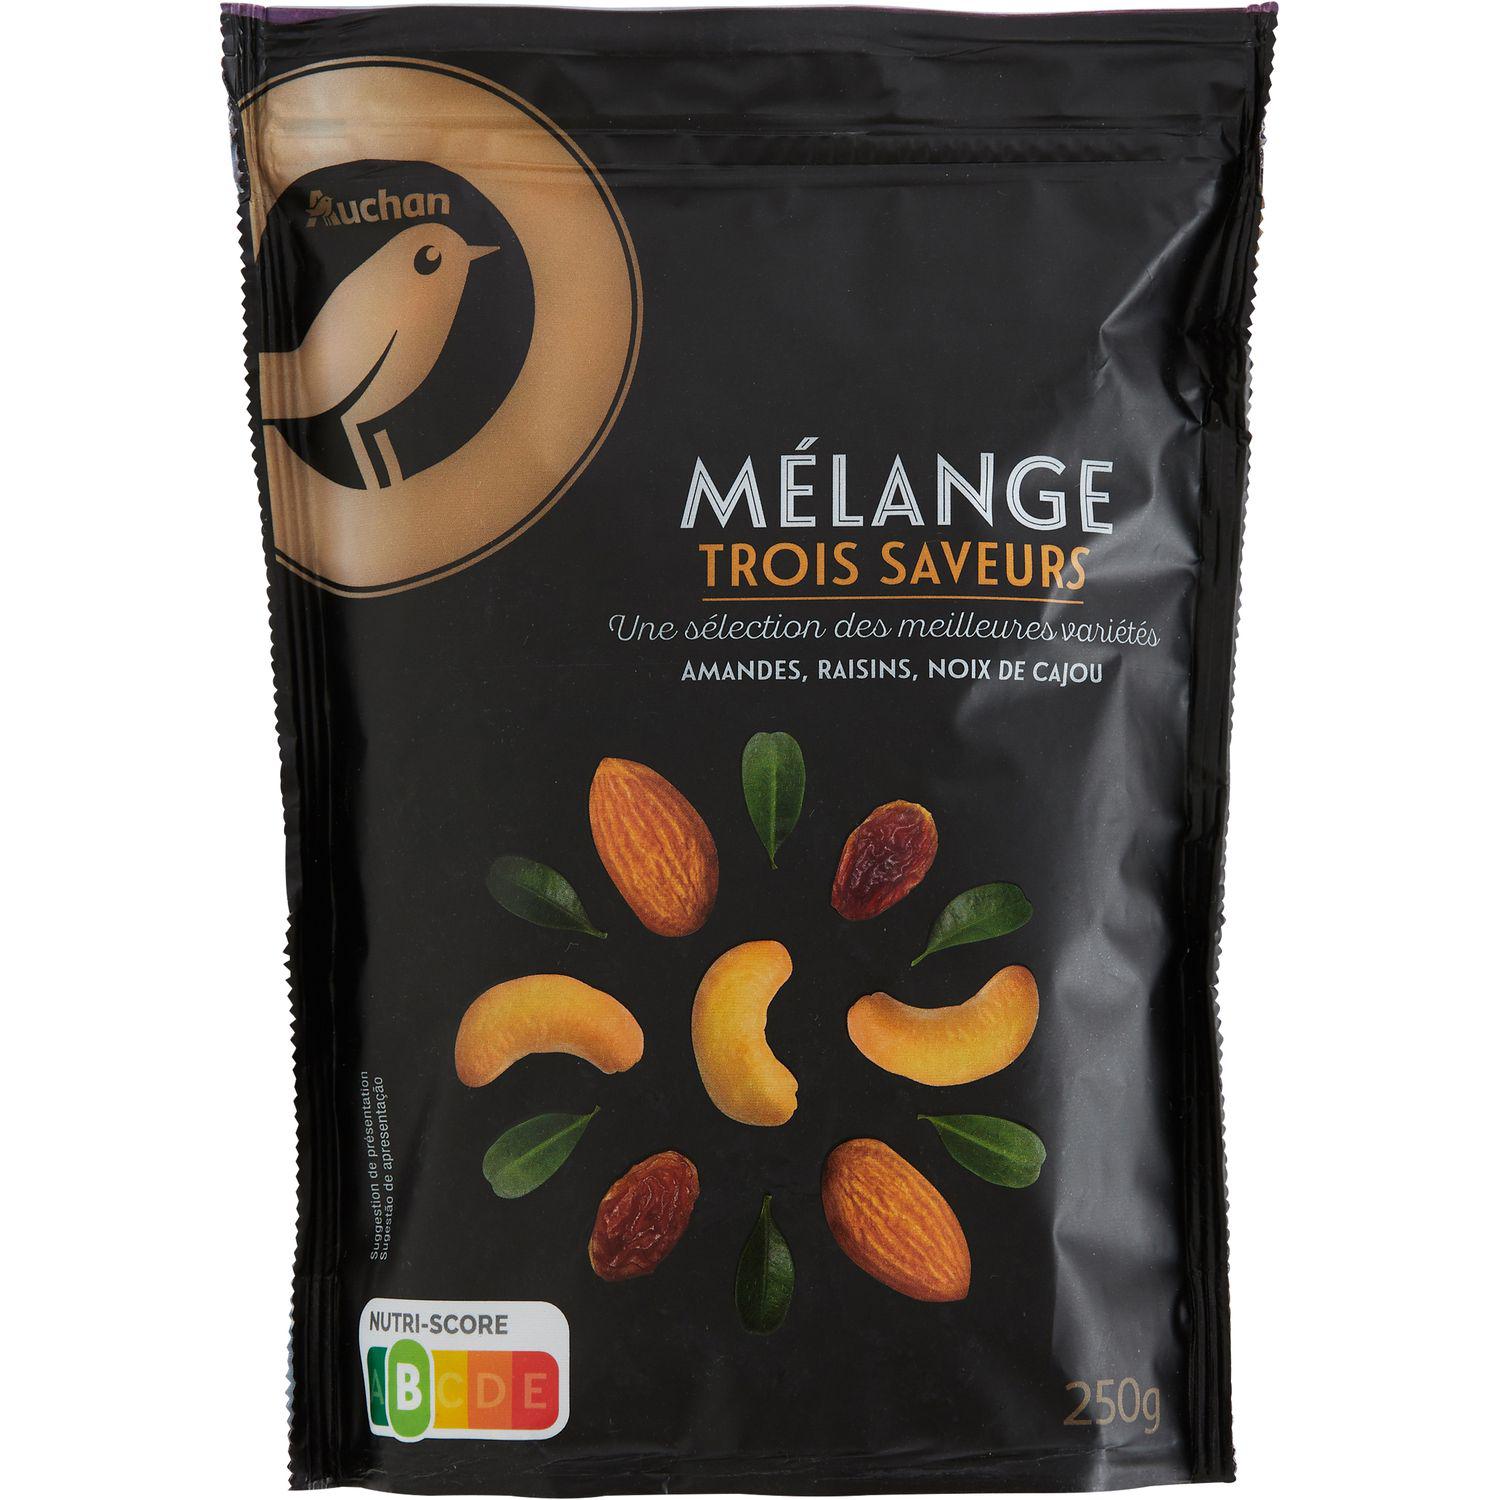 Auchan
MÉLANGE
TROIS SAVEURS
Une sélection des meilleures variétés
AMANDES, RAISINS, NOIX DE CAJOU
Suggestion de présentation
Sugestão de apresentação
NUTRI-SCORE
A B C D E
250g